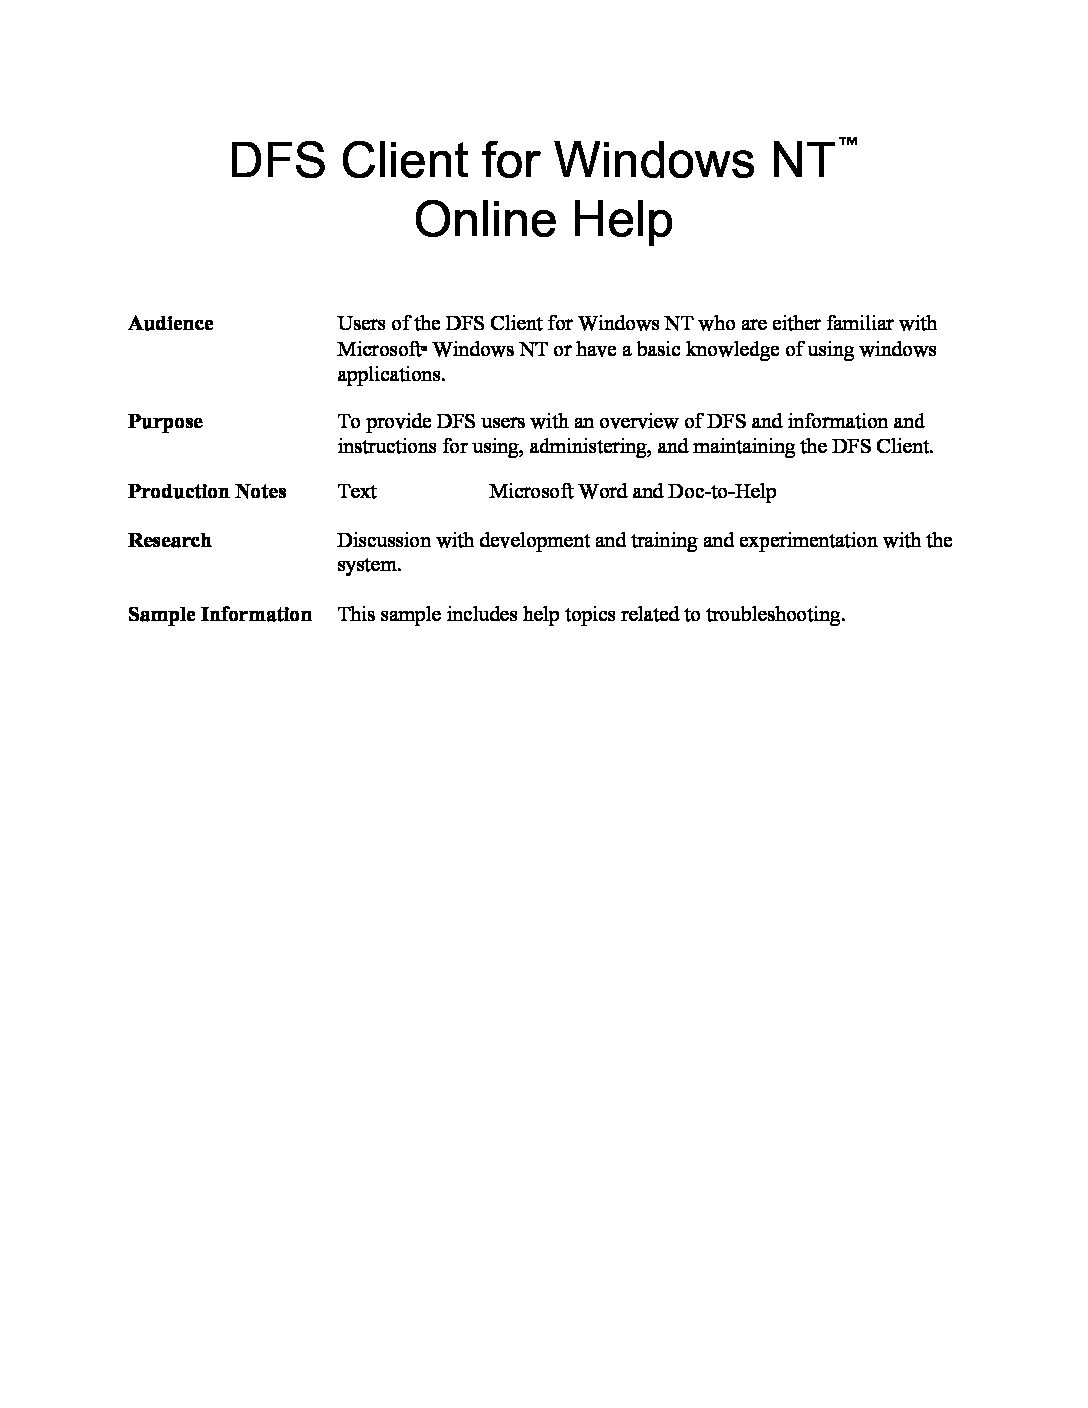 DFS Client for Windows NT™
Online Help
Audience Users of the DFS Client for Windows NT who are either familiar with
Microsoft® Windows NT or have a basic knowledge of using windows
applications.
Purpose To provide DFS users with an overview of DFS and information and
instructions for using, administering, and maintaining the DFS Client.
Production Notes Text Microsoft Word and Doc-to-Help
Research Discussion with development and training and experimentation with the
system.
Sample Information This sample includes help topics related to troubleshooting.